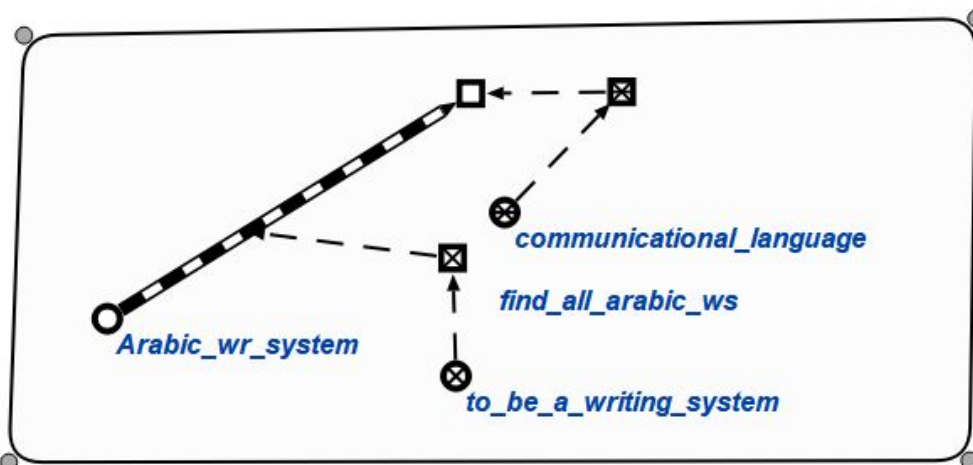 communicational_language
find_all_arabic_ws
Arabic_wr_system
to_be_a_writing_system